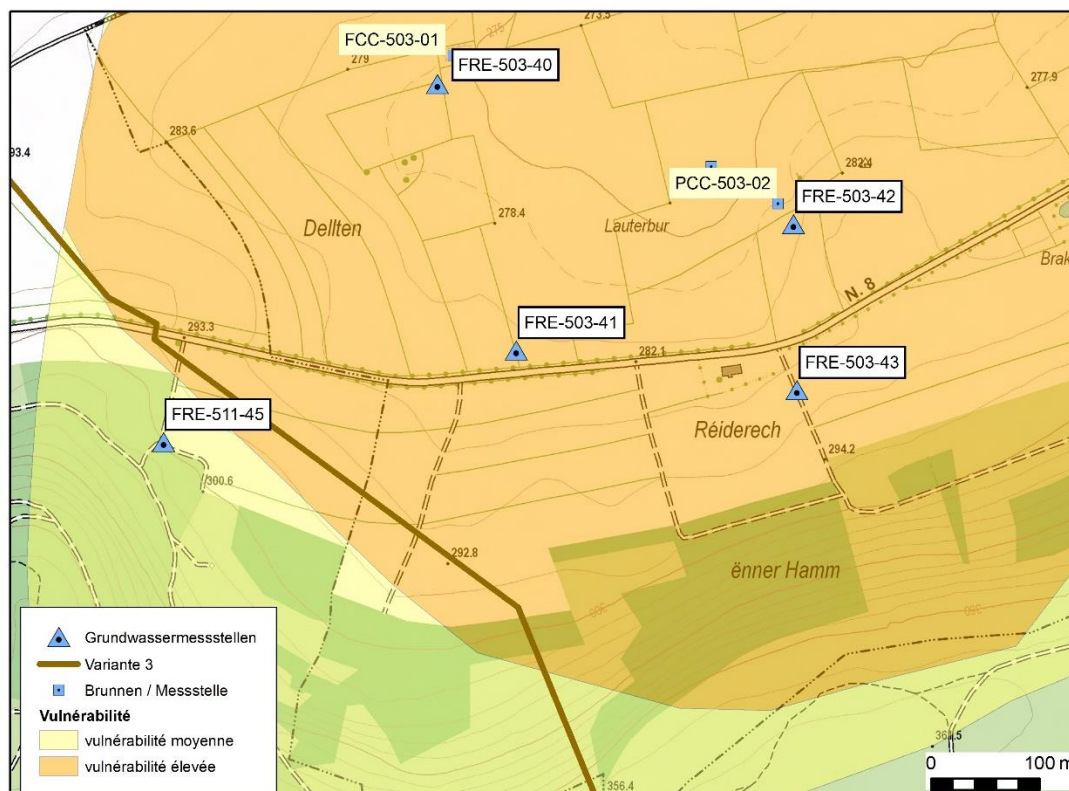 273.5
275
FCC-503-01
279
FRE-503-40
277.9
283.6
93.4
282.4
PCC-503-02
FRE-503-42
278.4
Dellten
Lauterbur
Brak
N. 8
FRE-503-41
293.3
282.1
FRE-503-43
FRE-511-45
Réiderech
294.2
300.6
292.8
ënner Hamm
Grundwassermessstellen
Variante 3
Brunnen / Messstelle
Vulnérabilité
vulnérabilité moyenne
vulnérabilité élevée
356.4
0 100 m